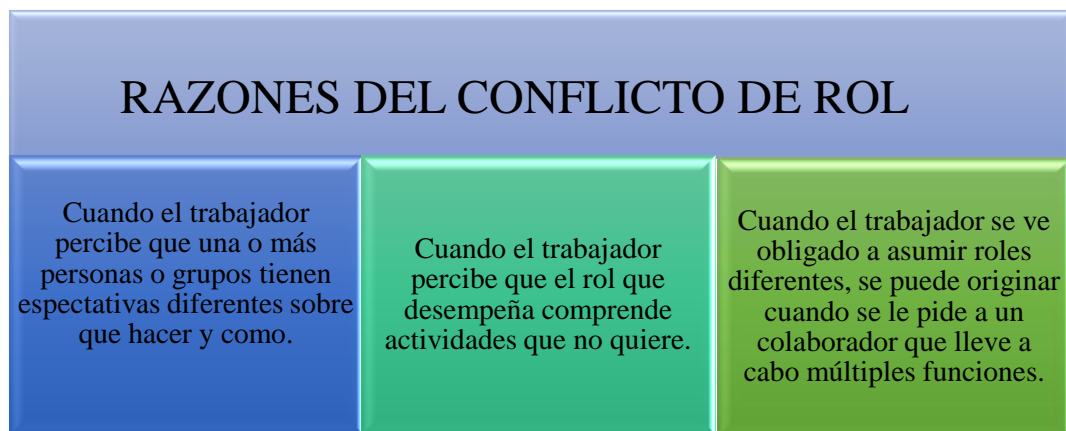 RAZONES DEL CONFLICTO DE ROL
Cuando el trabajador
percibe que una o más
personas o grupos tienen
espectativas diferentes sobre
que hacer y como.
Cuando el trabajador
percibe que el rol que
desempeña comprende
actividades que no quiere.
Cuando el trabajador se ve
obligado a asumir roles
diferentes, se puede originar
cuando se le pide a un
colaborador que lleve a
cabo múltiples funciones.